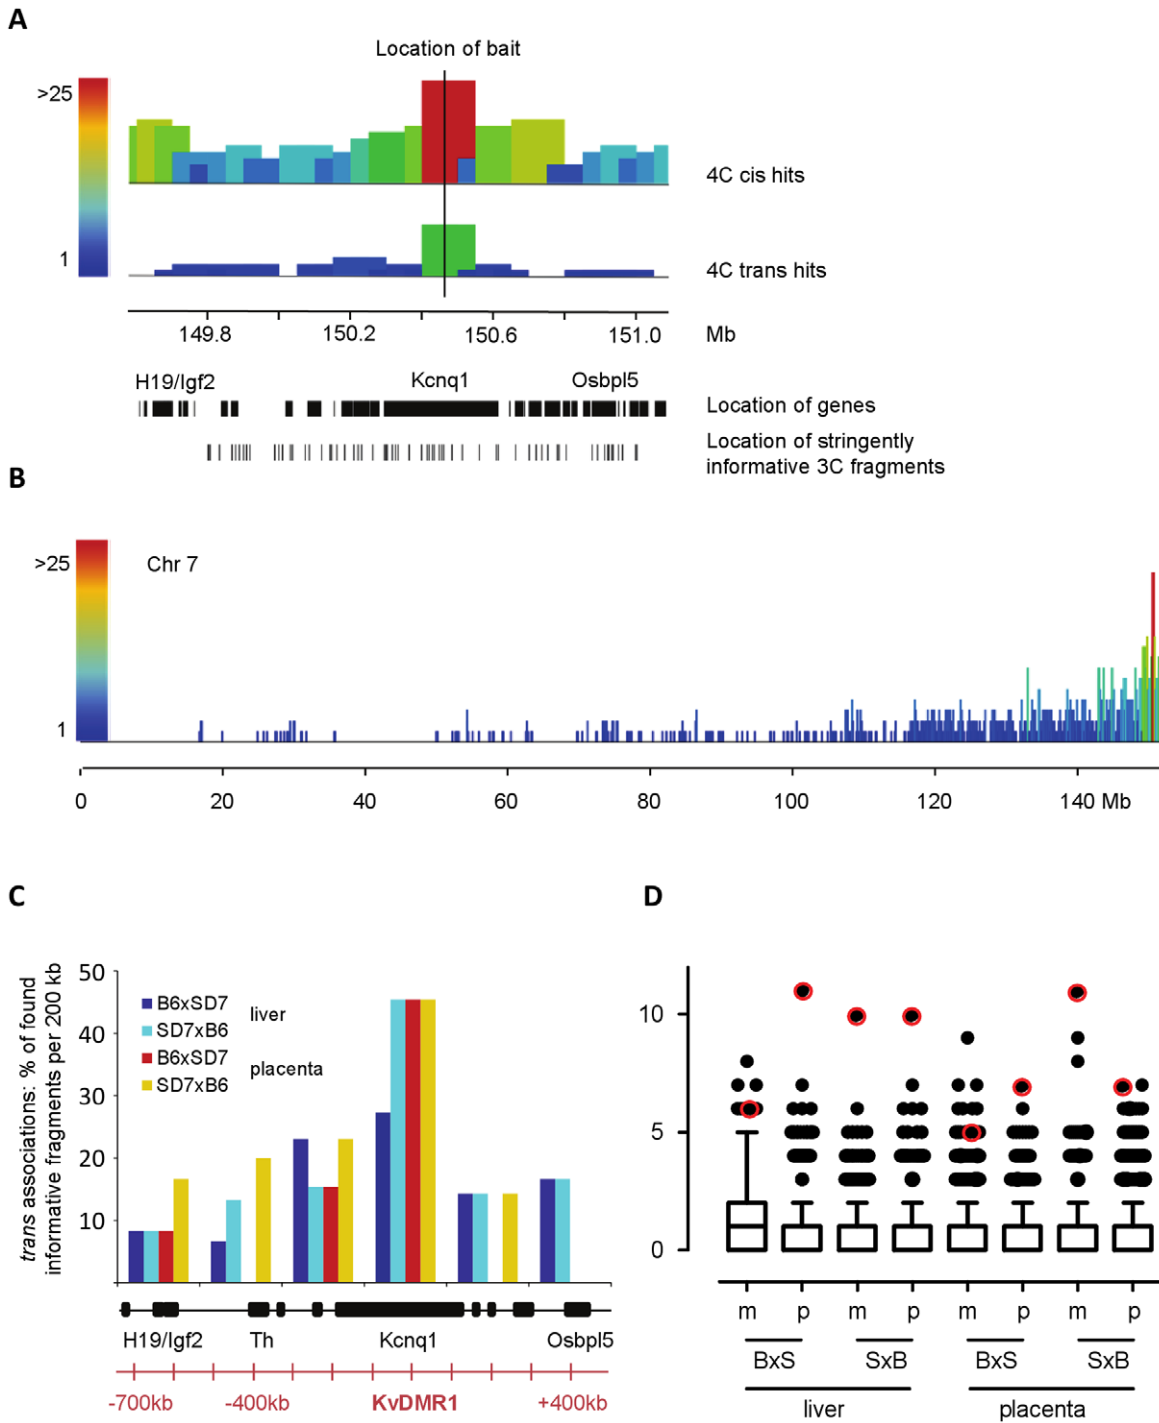 A
Location of bait
>25
1
4C cis hits
4C trans hits
149.8 150.2 150.6 151.0 Mb
H19/Igf2 Kcnq1 Osbpl5
Location of genes
Location of stringently
informative 3C fragments
B
>25
Chr 7
1
0 20 40 60 80 100 120 140 Mb
C
D
trans associations: % of found
informative fragments per 200 kb
50
40
30
20
10
B6xSD7
SD7xB6
liver
B6xSD7
SD7xB6
placenta
H19/Igf2 Th Kcnq1 Osbpl5
-700kb -400kb KvDMR1 +400kb
10
5
0
m p m p m p m p
BxS SxB BxS SxB
liver placenta